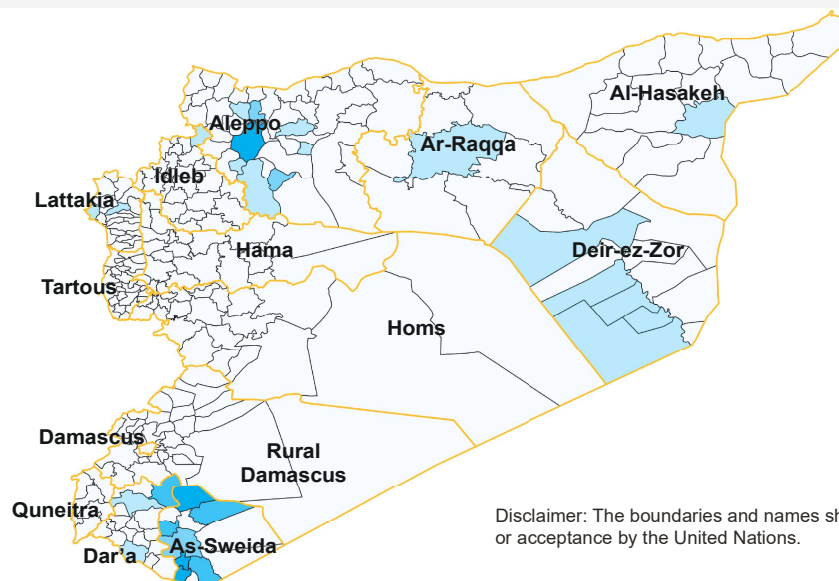 Al-Hasakeh
Aleppo
Ar-Raqqa
Idleb
Lattakia
Hama
Deir-ez-Zor
Tartous
Homs
Damascus
Rural
Damascus
Quneitra
Disclaimer: The boundaries and names sh
or acceptance by the United Nations.
As-Sweida
Dar'a